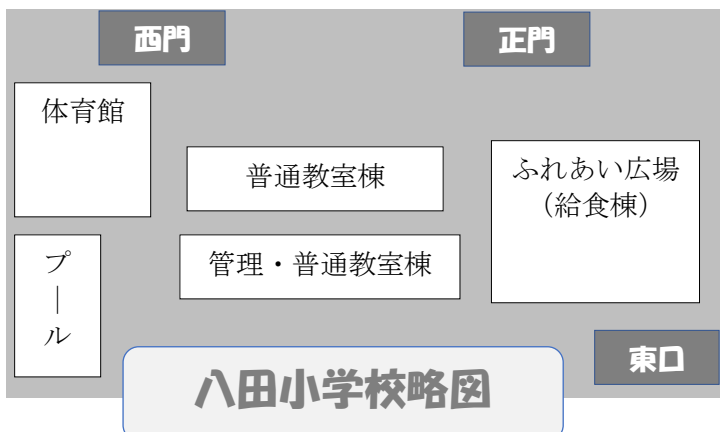 西門
正門
体育館
普通教室棟
ふれあい広場
（給食棟）
プール
管理・普通教室棟
東口
八田小学校略図